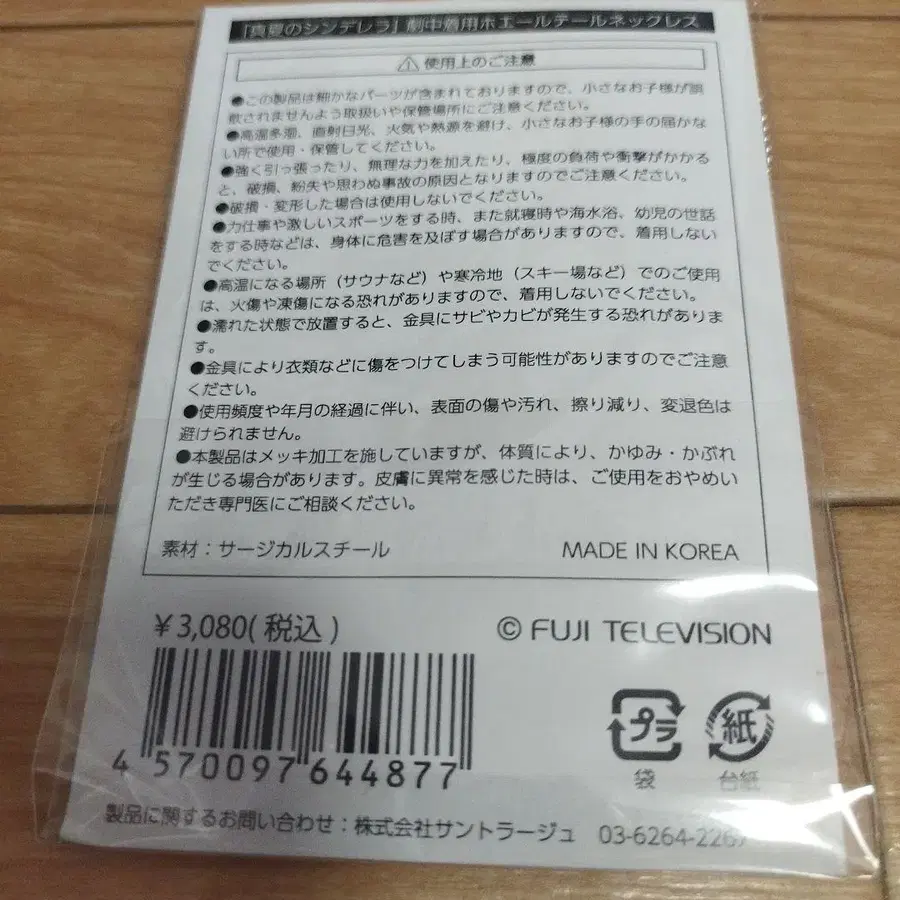 「真夏のシンデレラ」劇中着用ホエールテールネックレス
⚠ 使用上のご注意
●この製品は細かなパーツが含まれておりますので、小さなお子様が誤
飲されませんよう取扱いや保管場所にご注意ください。
●高温多湿、直射日光、火気や熱源を避け、小さなお子様の手の届かな
い所で使用・保管してください。
●強く引っ張ったり、無理な力を加えたり、極度の負荷や衝撃がかかる
と、破損、紛失や思わぬ事故の原因となりますのでご注意ください。
●破損・変形した場合は使用しないでください。
●力仕事や激しいスポーツをする時、また就寝時や海水浴、幼児の世話
をする時などは、身体に危害を及ぼす場合がありますので、着用しない
でください。
●高温になる場所（サウナなど）や寒冷地（スキー場など）でのご使用
は、火傷や凍傷になる恐れがありますので、着用しないでください。
●濡れた状態で放置すると、金具にサビやカビが発生する恐れがありま
す。
●金具により衣類などに傷をつけてしまう可能性がありますのでご注意
ください。
●使用頻度や年月の経過に伴い、表面の傷や汚れ、擦り減り、変退色は
避けられません。
●本製品はメッキ加工を施していますが、体質により、かゆみ・かぶれ
が生じる場合があります。皮膚に異常を感じた時は、ご使用をおやめい
ただき専門医にご相談ください。
素材：サージカルスチール MADE IN KOREA
¥3,080(税込) © FUJI TELEVISION
4 570097 644877
プラ 紙
袋 台紙
製品に関するお問い合わせ：株式会社サントラージュ 03-6264-2267